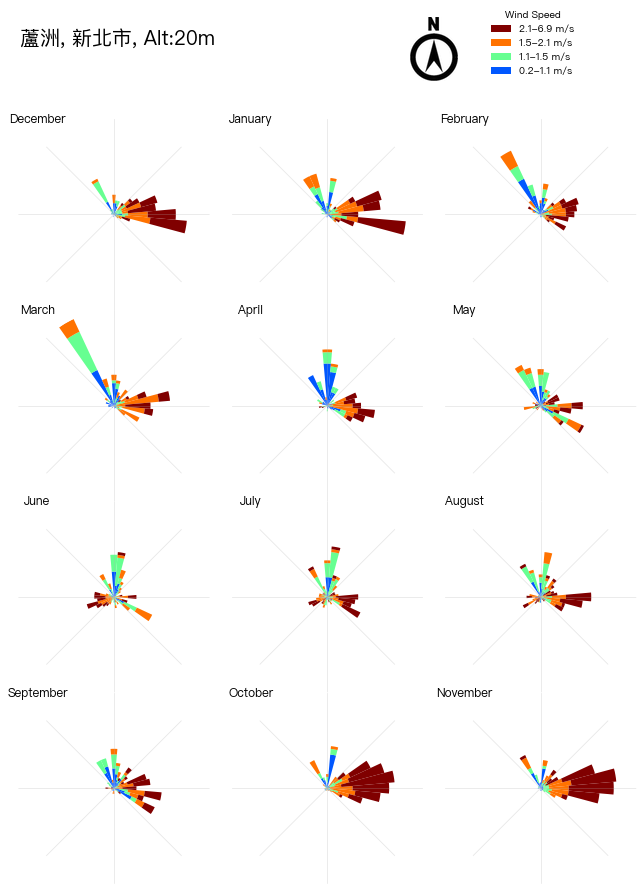 蘆洲, 新北市, Alt:20m
N
Wind Speed
2.1–6.9 m/s
1.5–2.1 m/s
1.1–1.5 m/s
0.2–1.1 m/s
December
January
February
March
April
May
June
July
August
September
October
November